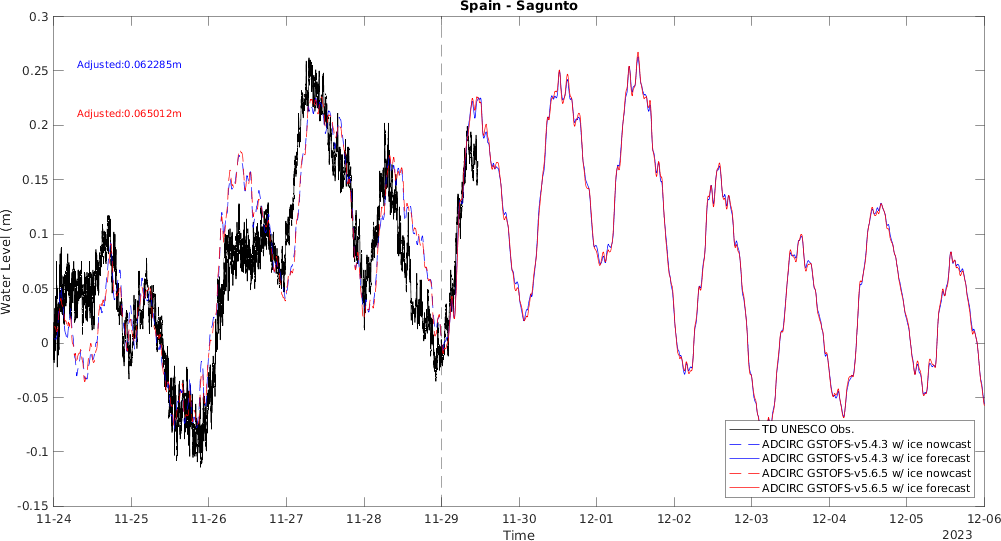 Spain - Sagunto
0.3
0.25
0.2
0.15
0.1
0.05
0
-0.05
-0.1
-0.15
Water Level (m)
Adjusted:0.062285m
Adjusted:0.065012m
TD UNESCO Obs.
ADCIRC GSTOFS-v5.4.3 w/ ice nowcast
ADCIRC GSTOFS-v5.4.3 w/ ice forecast
ADCIRC GSTOFS-v5.6.5 w/ ice nowcast
ADCIRC GSTOFS-v5.6.5 w/ ice forecast
11-24 11-25 11-26 11-27 11-28 11-29 11-30 12-01 12-02 12-03 12-04 12-05 12-06
Time 2023